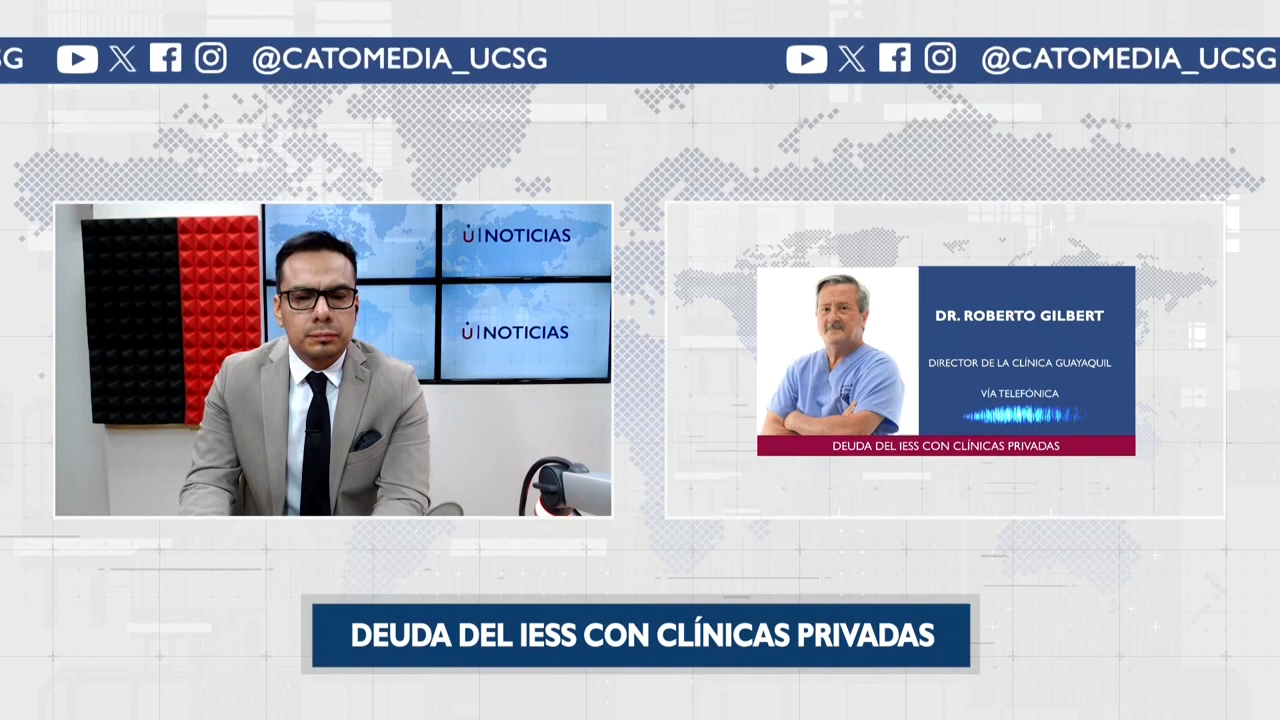 SG @CATOMEDIA_UCSG @CATOMEDIA_UCSG
U|NOTICIAS
U|NOTICIAS
DR. ROBERTO GILBERT
DIRECTOR DE LA CLÍNICA GUAYAQUIL
VÍA TELEFÓNICA
DEUDA DEL IESS CON CLÍNICAS PRIVADAS
DEUDA DEL IESS CON CLÍNICAS PRIVADAS